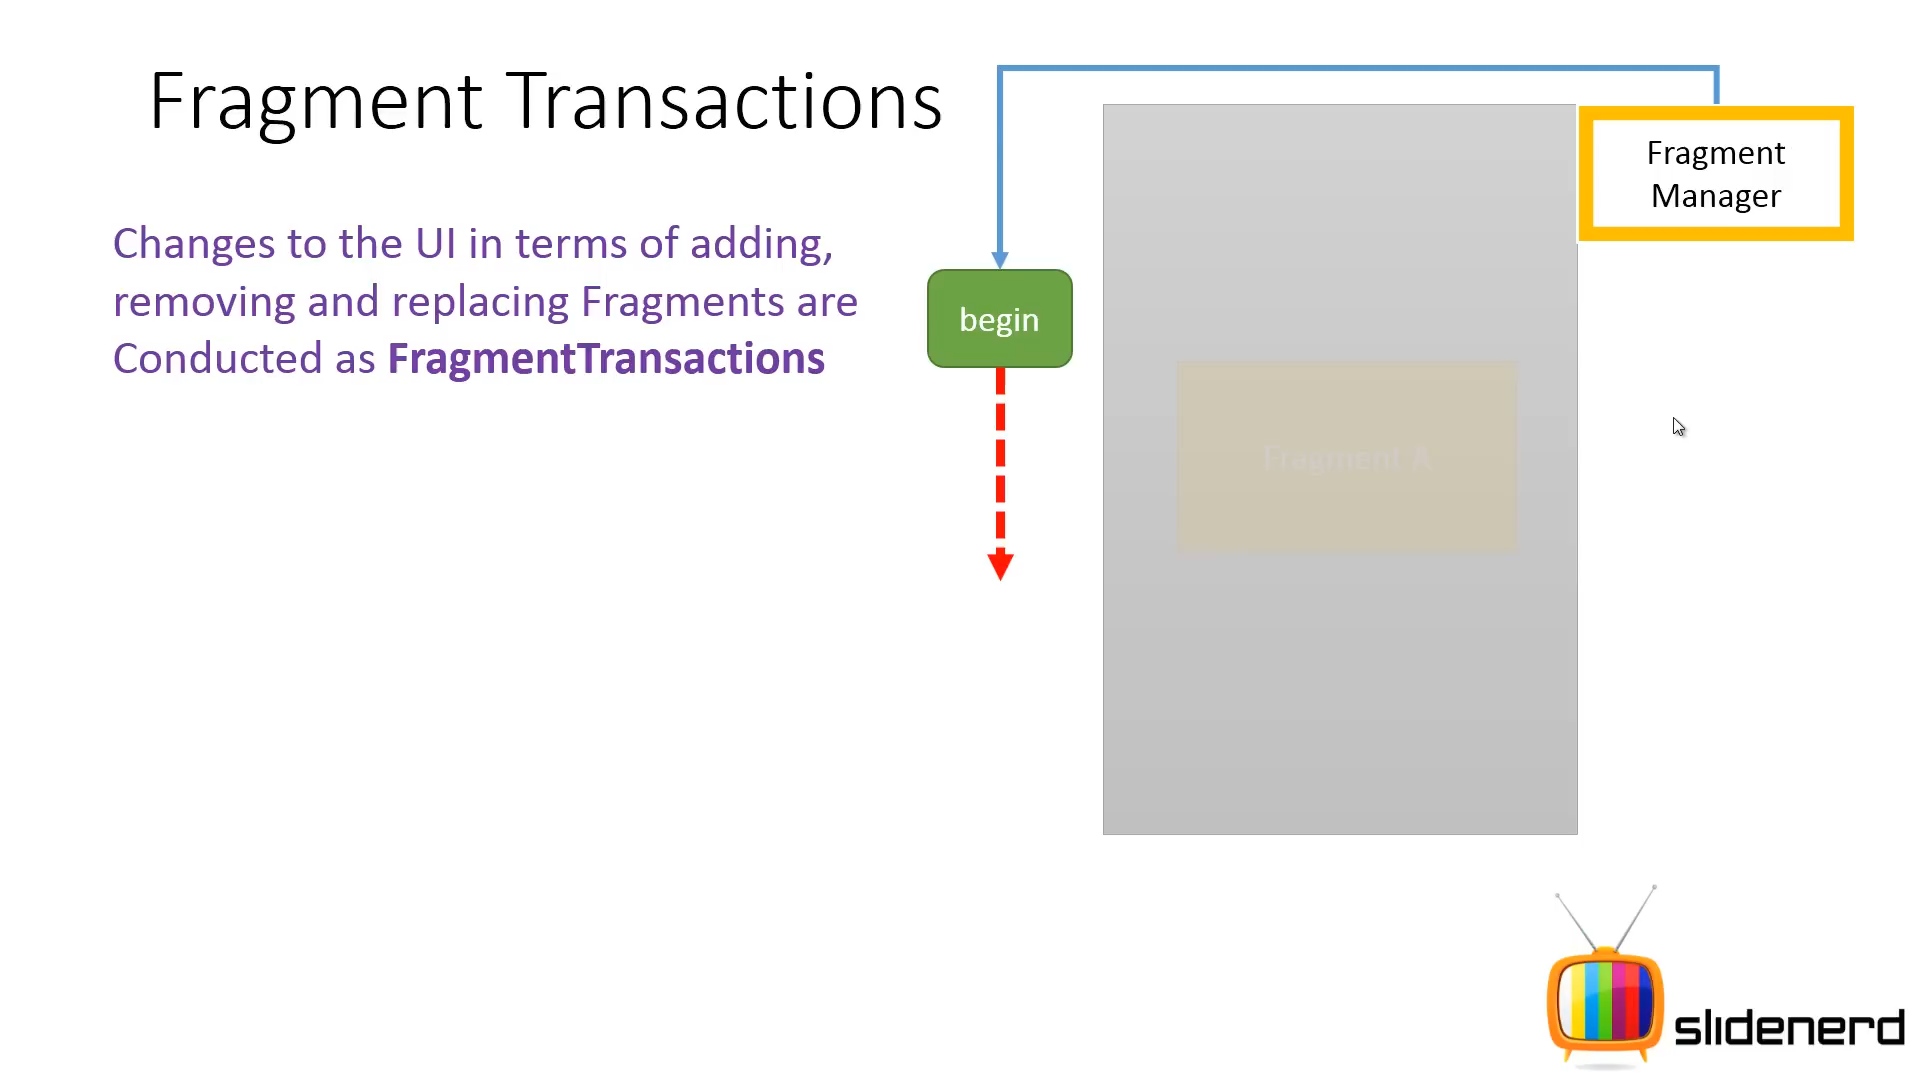 Fragment Transactions
Fragment
Manager
Changes to the UI in terms of adding,
removing and replacing Fragments are
Conducted as FragmentTransactions
begin
Fragment A
slidenerd